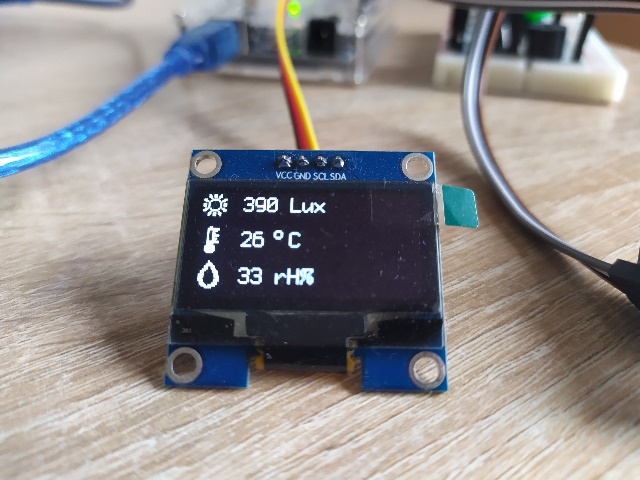 VCC GND SCL SDA
390 Lux
26 °C
33 rH%